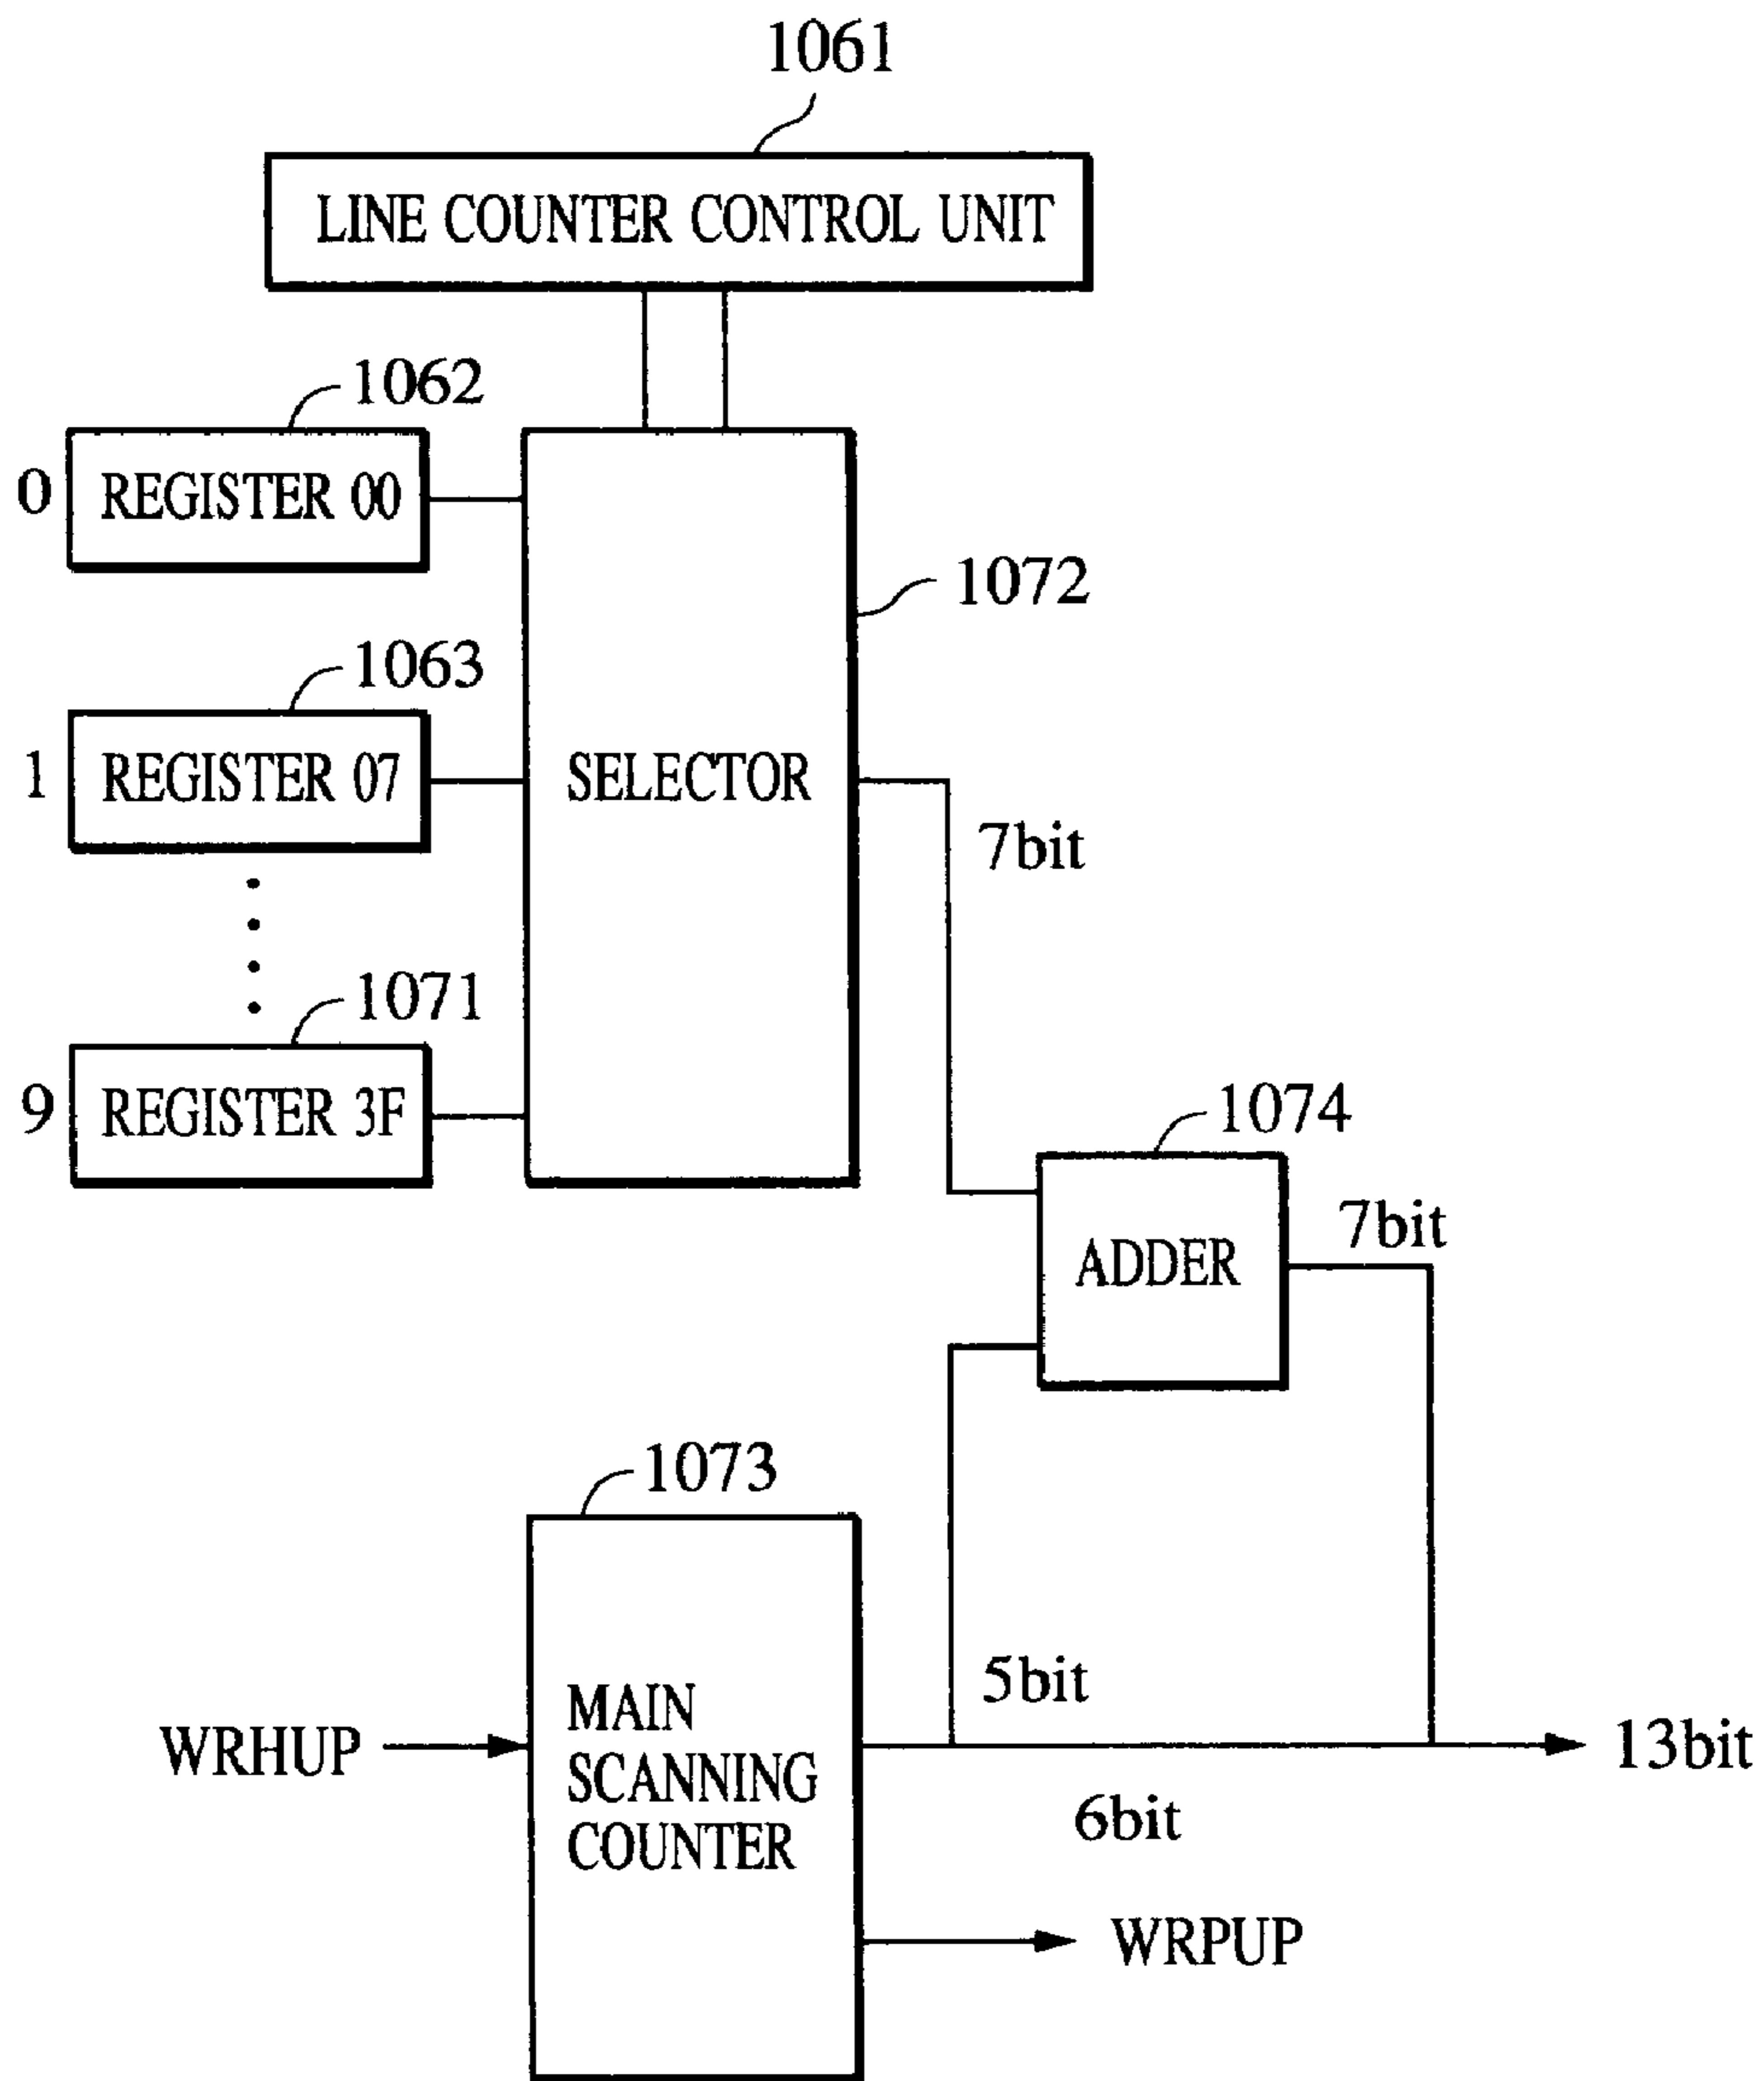 1061
LINE COUNTER CONTROL UNIT
1062
0 REGISTER 00
1072
1063
1 REGISTER 07
SELECTOR
7bit
1071
9 REGISTER 3F
1074
7bit
ADDER
1073
5bit
MAIN
SCANNING
COUNTER
WRHUP
13bit
6bit
WRPUP